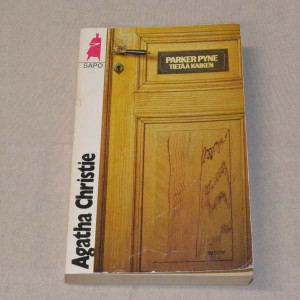 SAPO
PARKER PYNE
TIETÄÄ KAIKEN
Agatha Christie